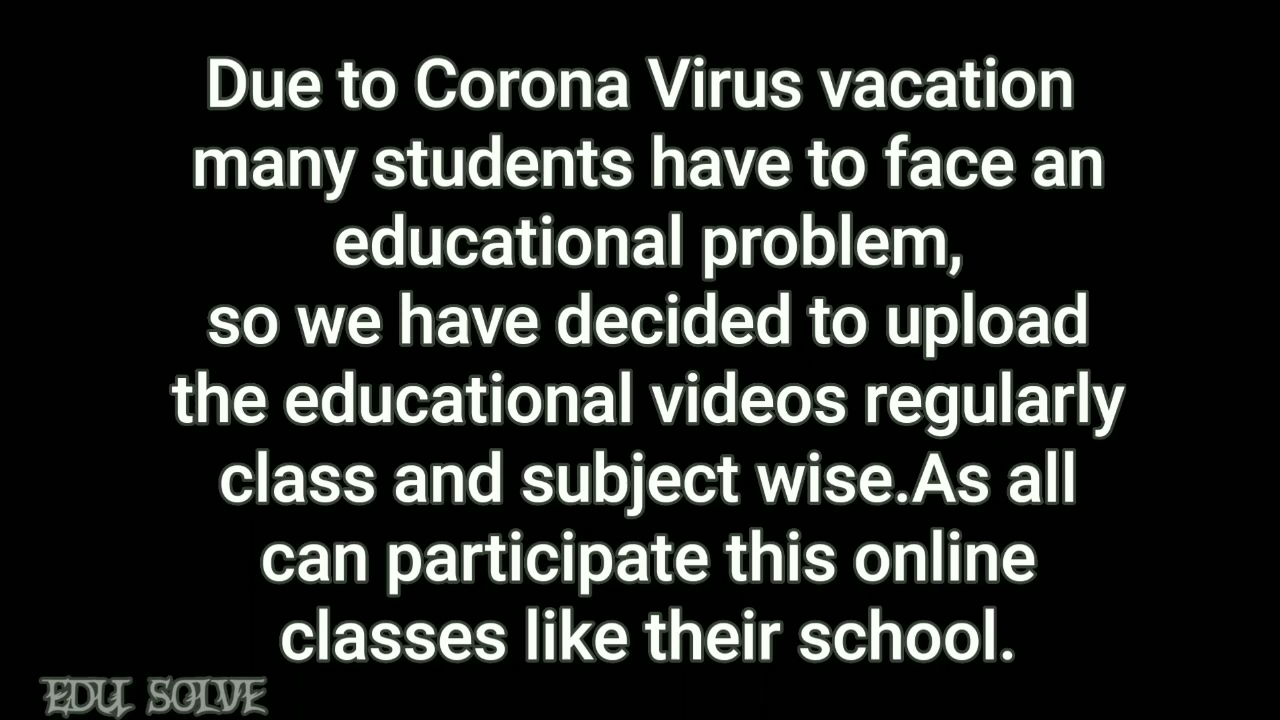 Due to Corona Virus vacation
many students have to face an
educational problem,
so we have decided to upload
the educational videos regularly
class and subject wise.As all
can participate this online
classes like their school.
EDU SOLVE